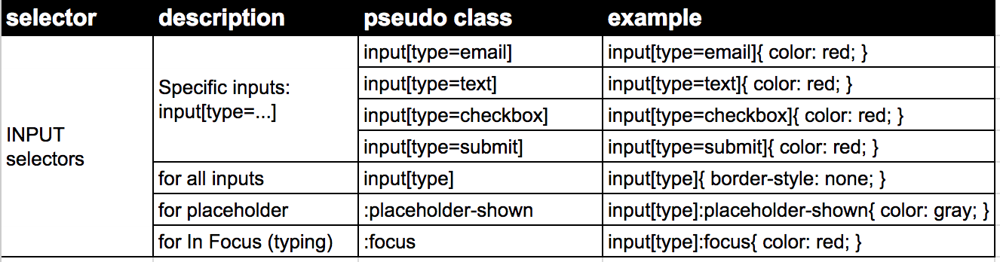 selector description pseudo class example
INPUT
selectors
Specific inputs:
input[type=...]
input[type=email] input[type=email]{ color: red; }
input[type=text] input[type=text]{ color: red; }
input[type=checkbox] input[type=checkbox]{ color: red; }
input[type=submit] input[type=submit]{ color: red; }
for all inputs input[type] input[type]{ border-style: none; }
for placeholder :placeholder-shown input[type]:placeholder-shown{ color: gray; }
for In Focus (typing) :focus input[type]:focus{ color: red; }